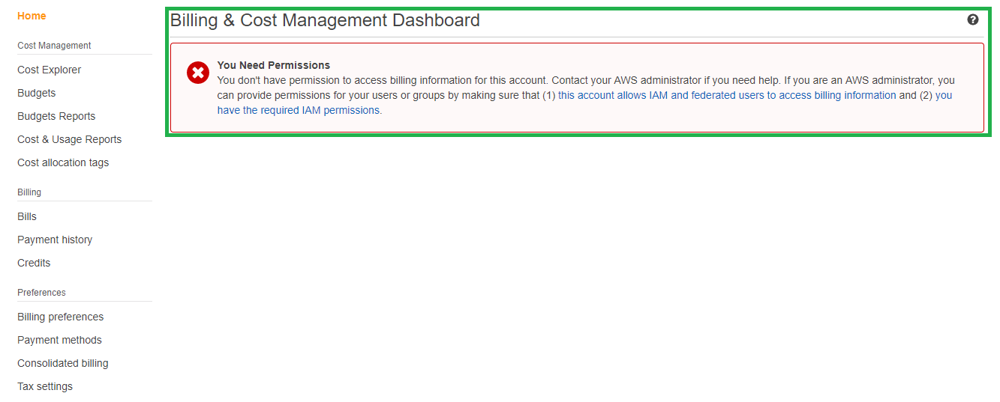 Home
Cost Management
Cost Explorer
Budgets
Budgets Reports
Cost & Usage Reports
Cost allocation tags
Billing
Bills
Payment history
Credits
Preferences
Billing preferences
Payment methods
Consolidated billing
Tax settings
Billing & Cost Management Dashboard
?
You Need Permissions
You don't have permission to access billing information for this account. Contact your AWS administrator if you need help. If you are an AWS administrator, you
can provide permissions for your users or groups by making sure that (1) this account allows IAM and federated users to access billing information and (2) you
have the required IAM permissions.